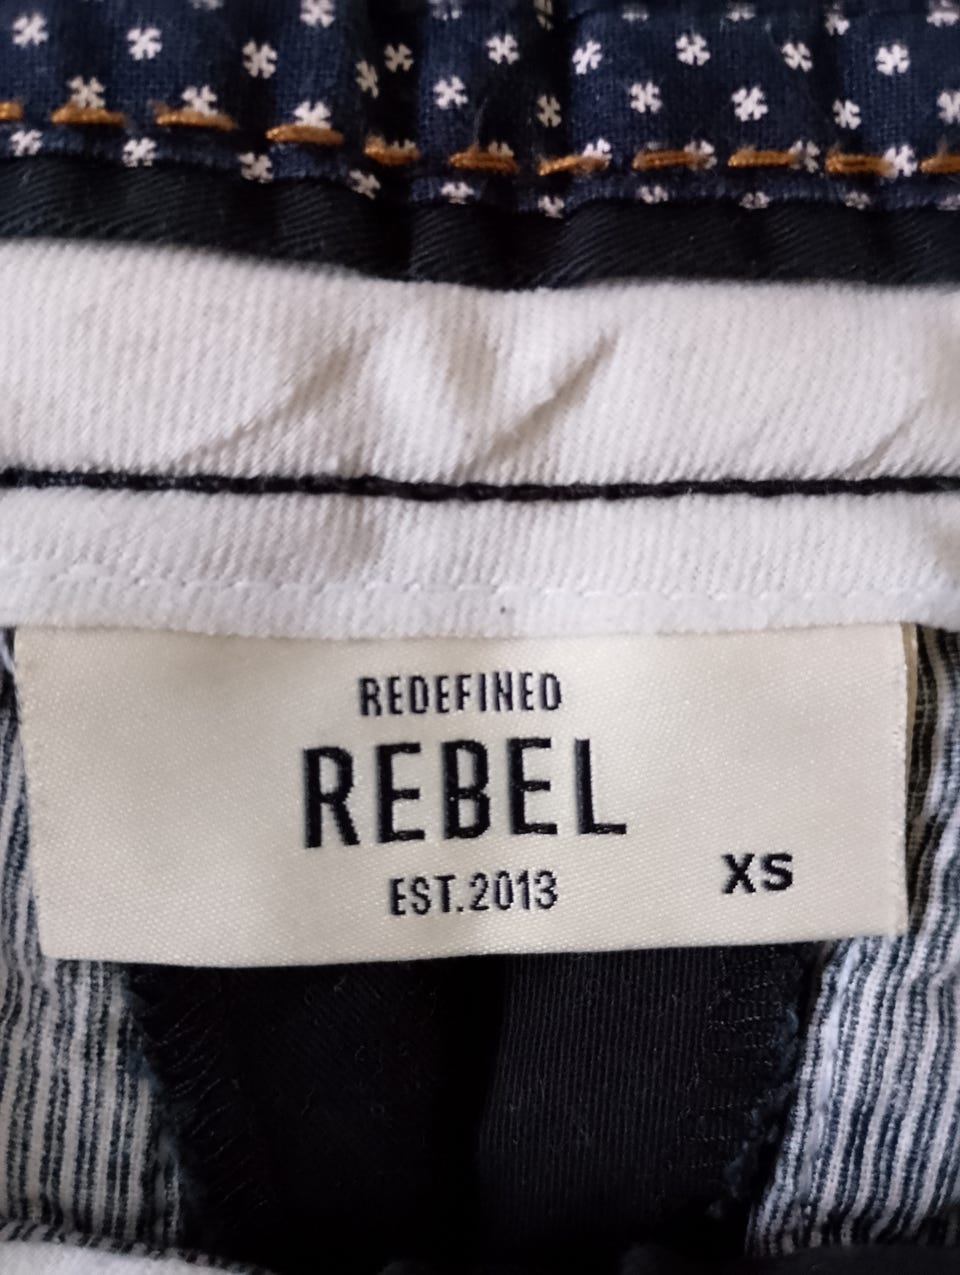 REDEFINED
REBEL
EST.2013
XS